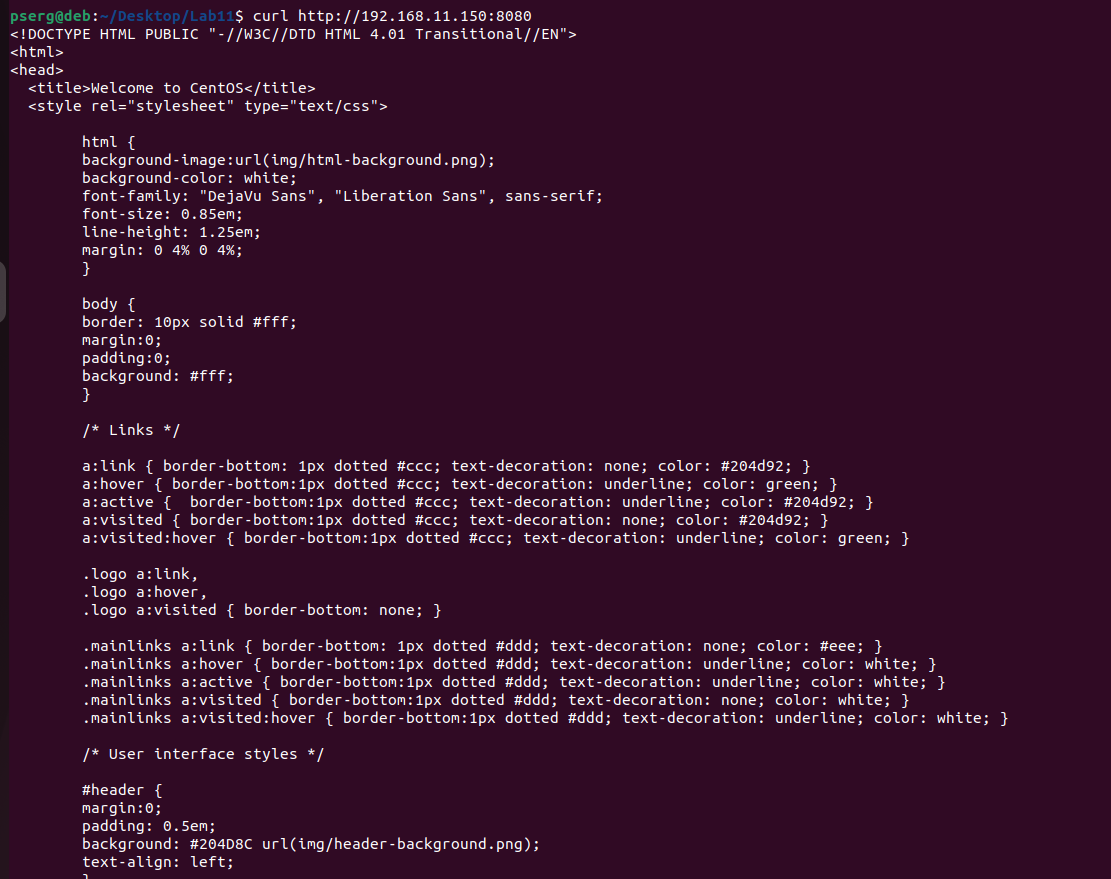 pserg@deb:~/Desktop/Lab11$ curl http://192.168.11.150:8080
<!DOCTYPE HTML PUBLIC "-//W3C//DTD HTML 4.01 Transitional//EN">
<html>
<head>
  <title>Welcome to CentOS</title>
  <style rel="stylesheet" type="text/css">

        html {
        background-image:url(img/html-background.png);
        background-color: white;
        font-family: "DejaVu Sans", "Liberation Sans", sans-serif;
        font-size: 0.85em;
        line-height: 1.25em;
        margin: 0 4% 0 4%;
        }

        body {
        border: 10px solid #fff;
        margin:0;
        padding:0;
        background: #fff;
        }

        /* Links */

        a:link { border-bottom: 1px dotted #ccc; text-decoration: none; color: #204d92; }
        a:hover { border-bottom:1px dotted #ccc; text-decoration: underline; color: green; }
        a:active {  border-bottom:1px dotted #ccc; text-decoration: underline; color: #204d92; }
        a:visited { border-bottom:1px dotted #ccc; text-decoration: none; color: #204d92; }
        a:visited:hover { border-bottom:1px dotted #ccc; text-decoration: underline; color: green; }

        .logo a:link,
        .logo a:hover,
        .logo a:visited { border-bottom: none; }

        .mainlinks a:link { border-bottom: 1px dotted #ddd; text-decoration: none; color: #eee; }
        .mainlinks a:hover { border-bottom:1px dotted #ddd; text-decoration: underline; color: white; }
        .mainlinks a:active { border-bottom:1px dotted #ddd; text-decoration: underline; color: white; }
        .mainlinks a:visited { border-bottom:1px dotted #ddd; text-decoration: none; color: white; }
        .mainlinks a:visited:hover { border-bottom:1px dotted #ddd; text-decoration: underline; color: white; }

        /* User interface styles */

        #header {
        margin:0;
        padding: 0.5em;
        background: #204D8C url(img/header-background.png);
        text-align: left;
        }